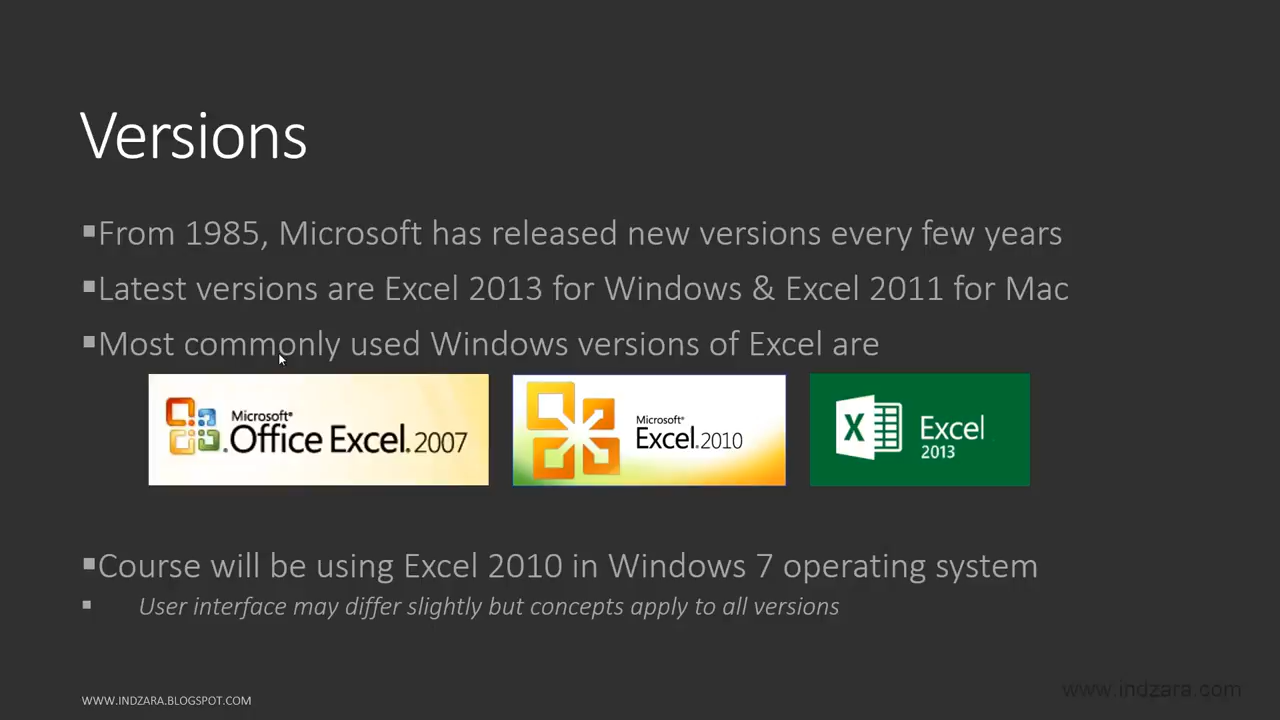 Versions
▪From 1985, Microsoft has released new versions every few years
▪Latest versions are Excel 2013 for Windows & Excel 2011 for Mac
▪Most commonly used Windows versions of Excel are
Microsoft®
Office Excel®2007
Microsoft®
Excel®2010
Excel
2013
▪Course will be using Excel 2010 in Windows 7 operating system
▪ User interface may differ slightly but concepts apply to all versions
WWW.INDZARA.BLOGSPOT.COM
www.indzara.com